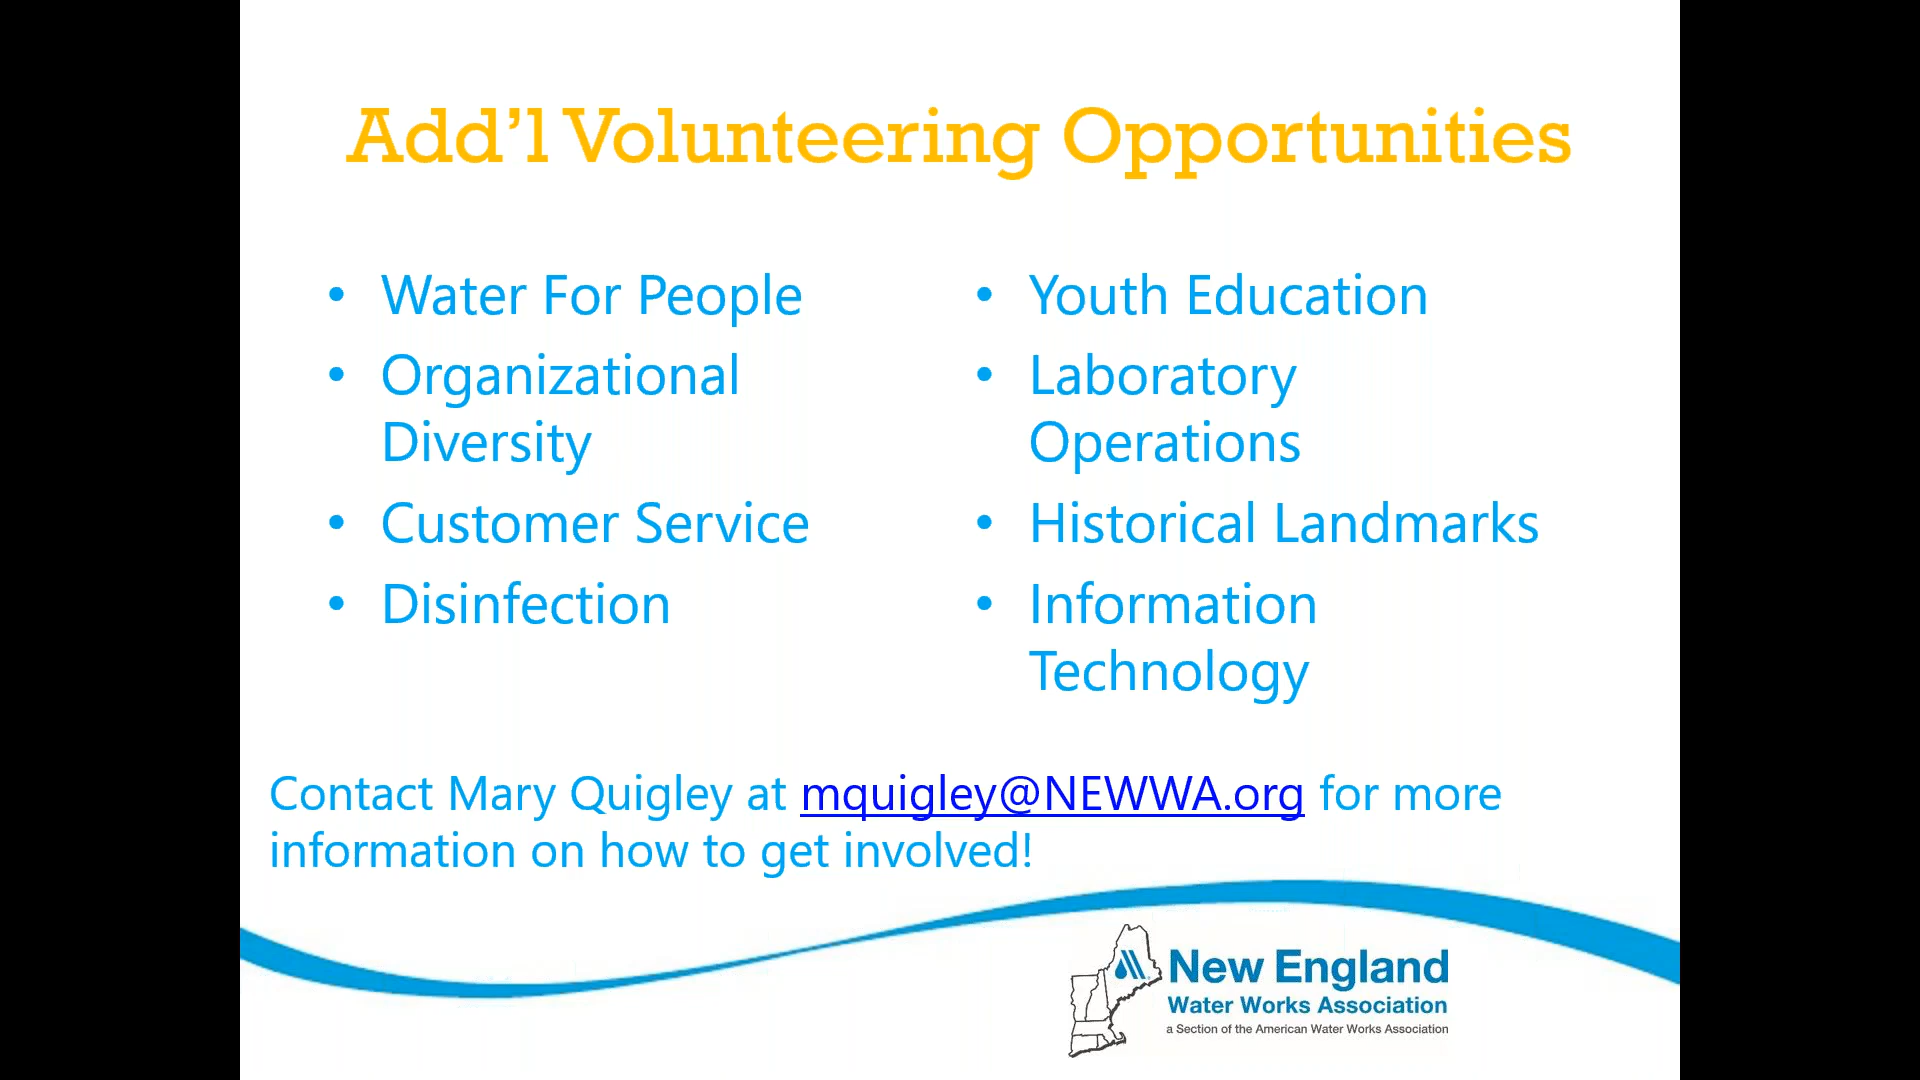 Add’l Volunteering Opportunities
• Water For People
• Organizational
Diversity
• Customer Service
• Disinfection
• Youth Education
• Laboratory
Operations
• Historical Landmarks
• Information
Technology
Contact Mary Quigley at mquigley@NEWWA.org for more
information on how to get involved!
New England
Water Works Association
a Section of the American Water Works Association